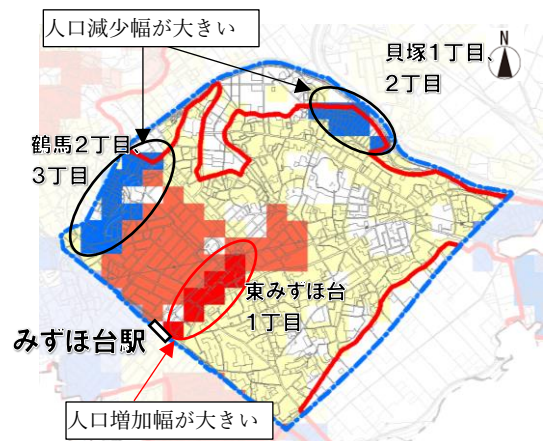 人口減少幅が大きい
貝塚1丁目、
2丁目
N
鶴馬2丁目、
3丁目
東みずほ台
1丁目
みずほ台駅
人口増加幅が大きい